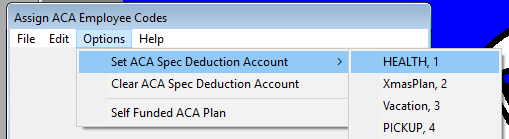 Assign ACA Employee Codes
File Edit Options Help
Set ACA Spec Deduction Account > HEALTH, 1
Clear ACA Spec Deduction Account XmasPlan, 2
Vacation, 3
Self Funded ACA Plan PICKUP, 4